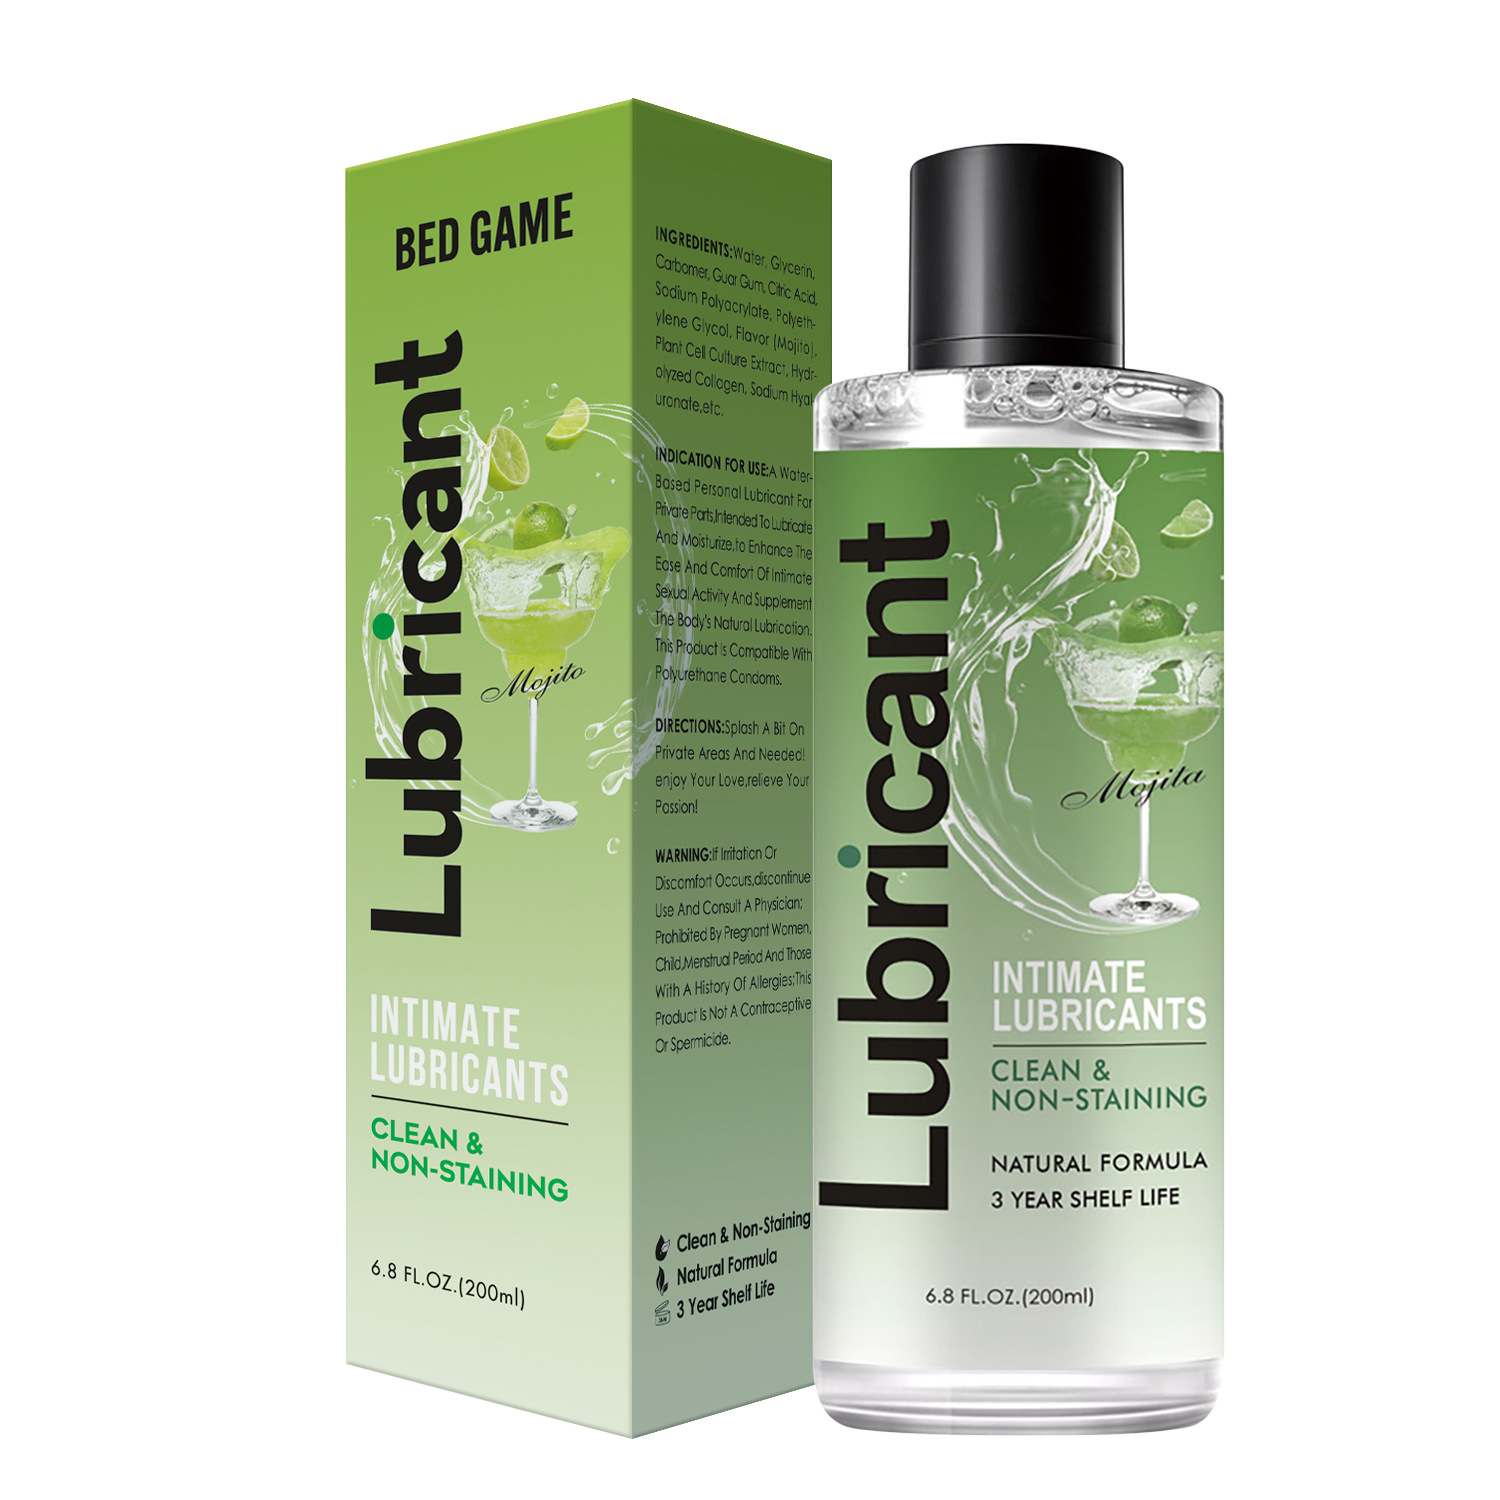 BED GAME
Lubricant
Mojito
INTIMATE
LUBRICANTS
CLEAN &
NON-STAINING
6.8 FL.OZ.(200ml)
INGREDIENTS:Water, Glycerin,
Carbomer, Guar Gum, Citric Acid,
Sodium Polyacrylate, Polyeth-
ylene Glycol, Flavor (Mojito),
Plant Cell Culture Extract, Hydr-
olyzed Collagen, Sodium Hyal
uronate,etc.
INDICATION FOR USE:A Water-
Based Personal Lubricant For
Private Parts,Intended To Lubricate
And Moisturize,to Enhance The
Ease And Comfort Of Intimate
Sexual Activity And Supplement
The Body's Natural Lubrication.
This Product Is Compatible With
Polyurethane Condoms.
DIRECTIONS:Splash A Bit On
Private Areas And Needed!
enjoy Your Love,relieve Your
Passion!
WARNING:If Irritation Or
Discomfort Occurs,discontinue
Use And Consult A Physician;
Prohibited By Pregnant Women,
Child,Menstrual Period And Those
With A History Of Allergies;This
Product Is Not A Contraceptive
Or Spermicide.
Clean & Non-Staining
Natural Formula
3 Year Shelf Life
Lubricant
Mojita
INTIMATE
LUBRICANTS
CLEAN &
NON-STAINING
NATURAL FORMULA
3 YEAR SHELF LIFE
6.8 FL.OZ.(200ml)